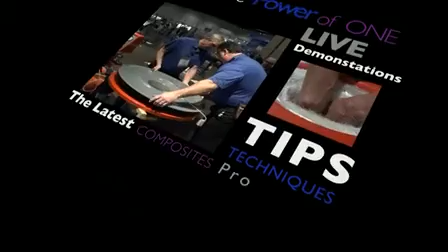 Power of ONE
LIVE
Demonstations
TIPS
TECHNIQUES
The Latest COMPOSITES Pro